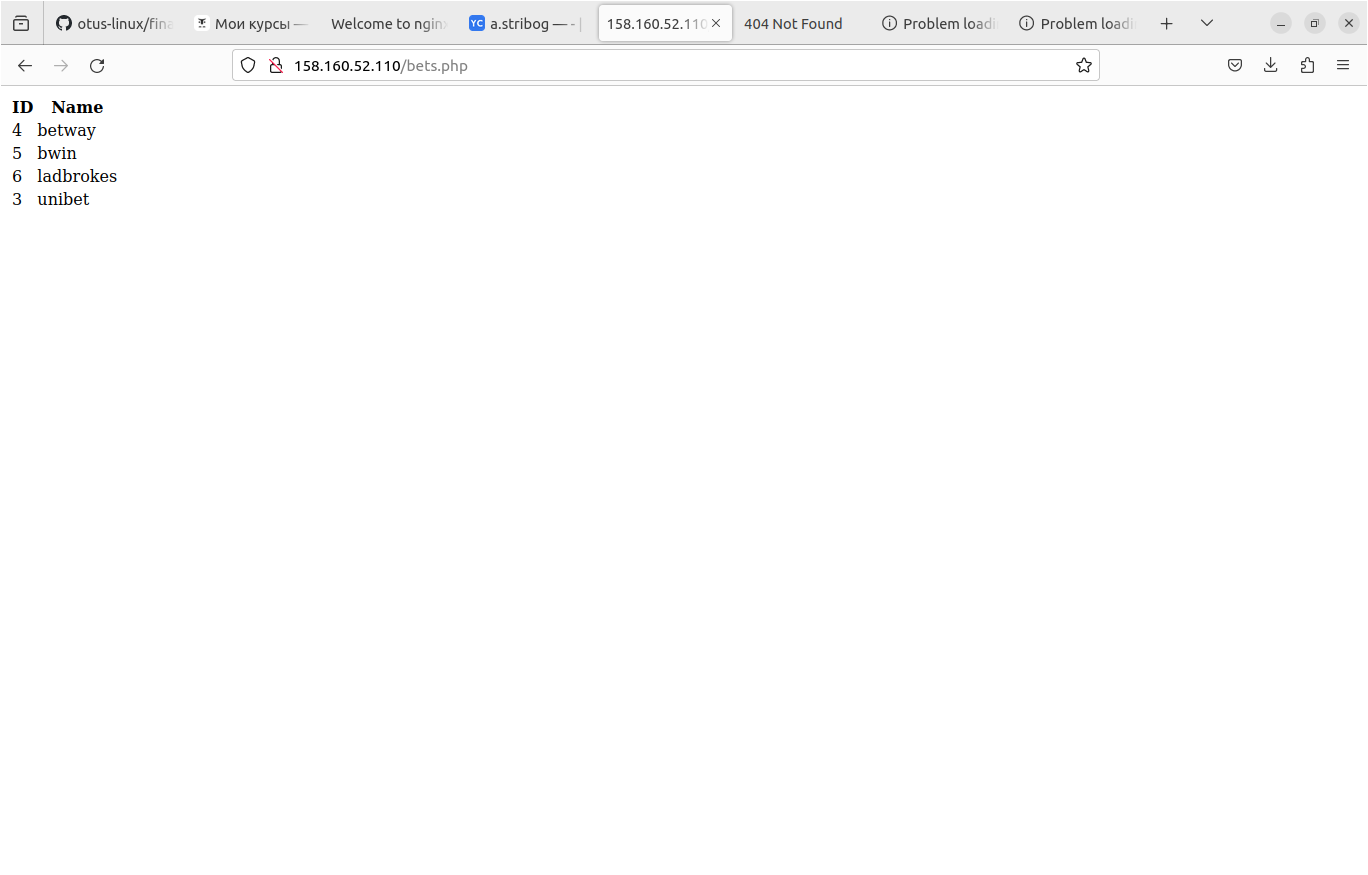 otus-linux/fina
Мои курсы —
Welcome to nginx
YC a.stribog — - |
158.160.52.110
404 Not Found
Problem loadi
Problem loadi
158.160.52.110/bets.php
ID Name
4 betway
5 bwin
6 ladbrokes
3 unibet